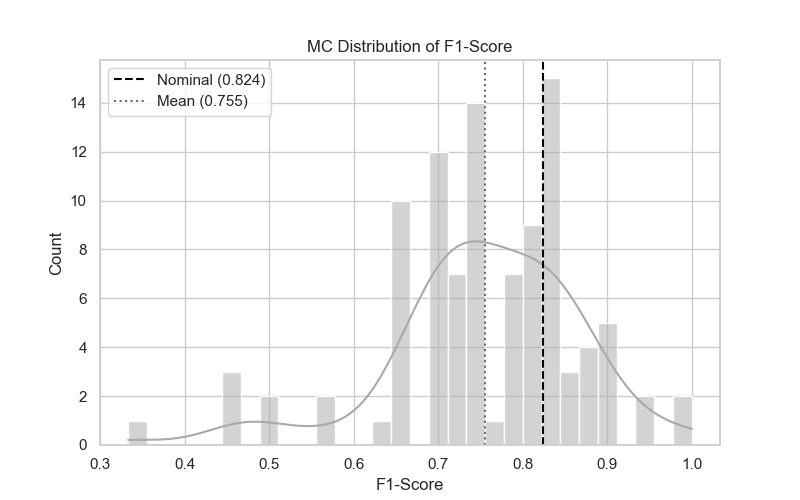 MC Distribution of F1-Score
Nominal (0.824)
Mean (0.755)
Count
14
12
10
8
6
4
2
0
0.3 0.4 0.5 0.6 0.7 0.8 0.9 1.0
F1-Score